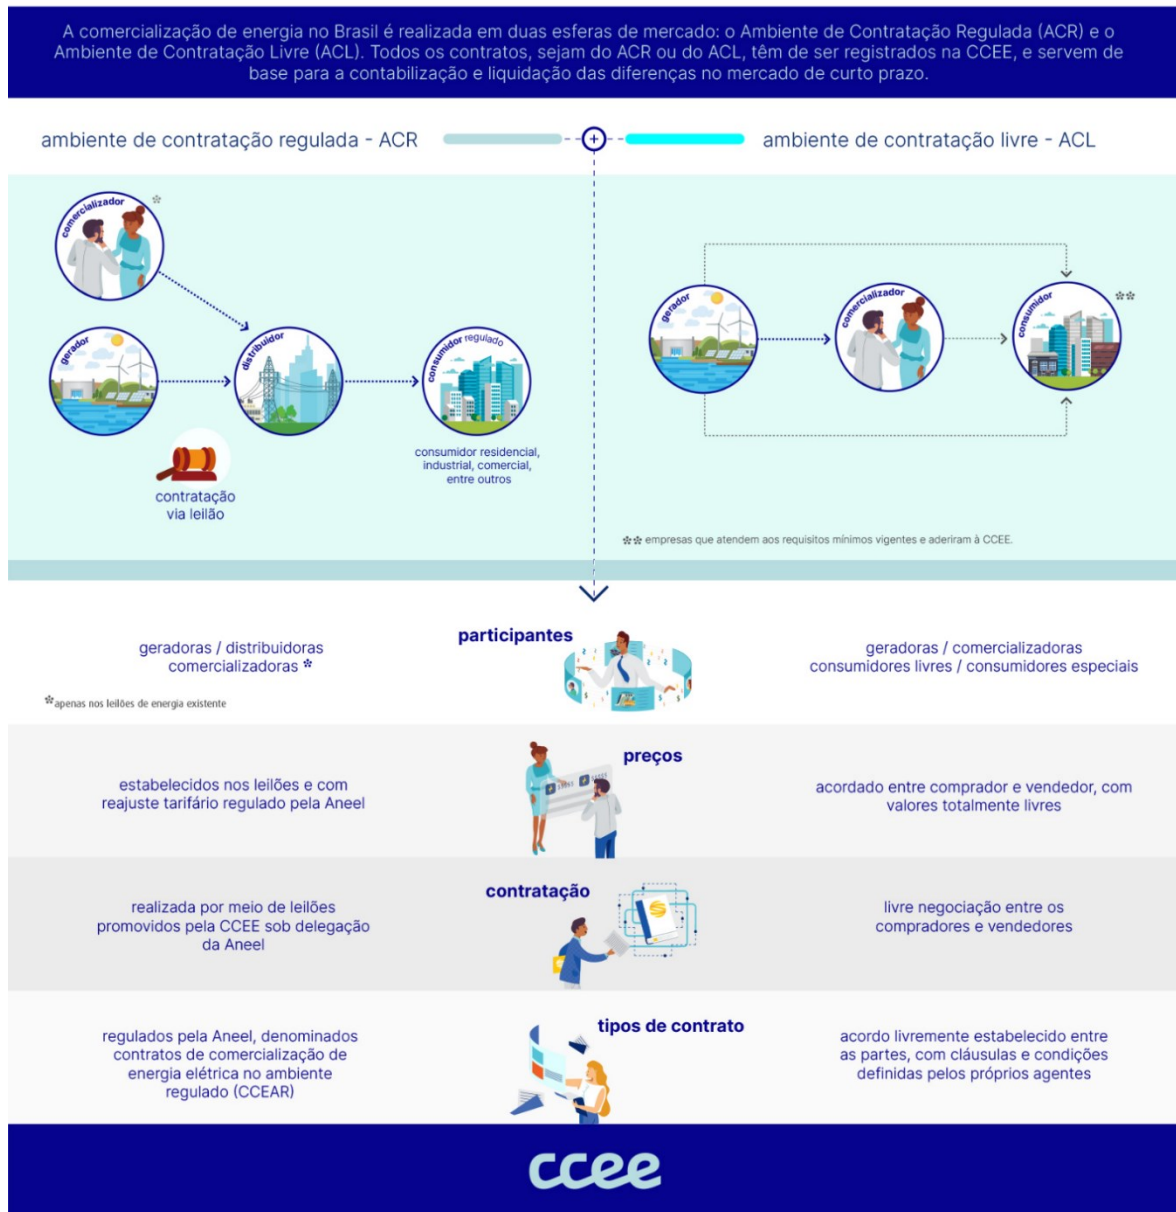 A comercialização de energia no Brasil é realizada em duas esferas de mercado: o Ambiente de Contratação Regulada (ACR) e o
Ambiente de Contratação Livre (ACL). Todos os contratos, sejam do ACR ou do ACL, têm de ser registrados na CCEE, e servem de
base para a contabilização e liquidação das diferenças no mercado de curto prazo.
ambiente de contratação regulada - ACR
ambiente de contratação livre - ACL
comercializador *
gerador
distribuidor
consumidor regulado
consumidor residencial,
industrial, comercial,
entre outros
contratação
via leilão
gerador
comercializador
consumidor **
** empresas que atendem aos requisitos mínimos vigentes e aderiram à CCEE.
participantes
geradoras / distribuidoras
comercializadoras *
*apenas nos leilões de energia existente
geradoras / comercializadoras
consumidores livres / consumidores especiais
preços
estabelecidos nos leilões e com
reajuste tarifário regulado pela Aneel
acordado entre comprador e vendedor, com
valores totalmente livres
contratação
realizada por meio de leilões
promovidos pela CCEE sob delegação
da Aneel
livre negociação entre os
compradores e vendedores
tipos de contrato
regulados pela Aneel, denominados
contratos de comercialização de
energia elétrica no ambiente
regulado (CCEAR)
acordo livremente estabelecido entre
as partes, com cláusulas e condições
definidas pelos próprios agentes
ccee